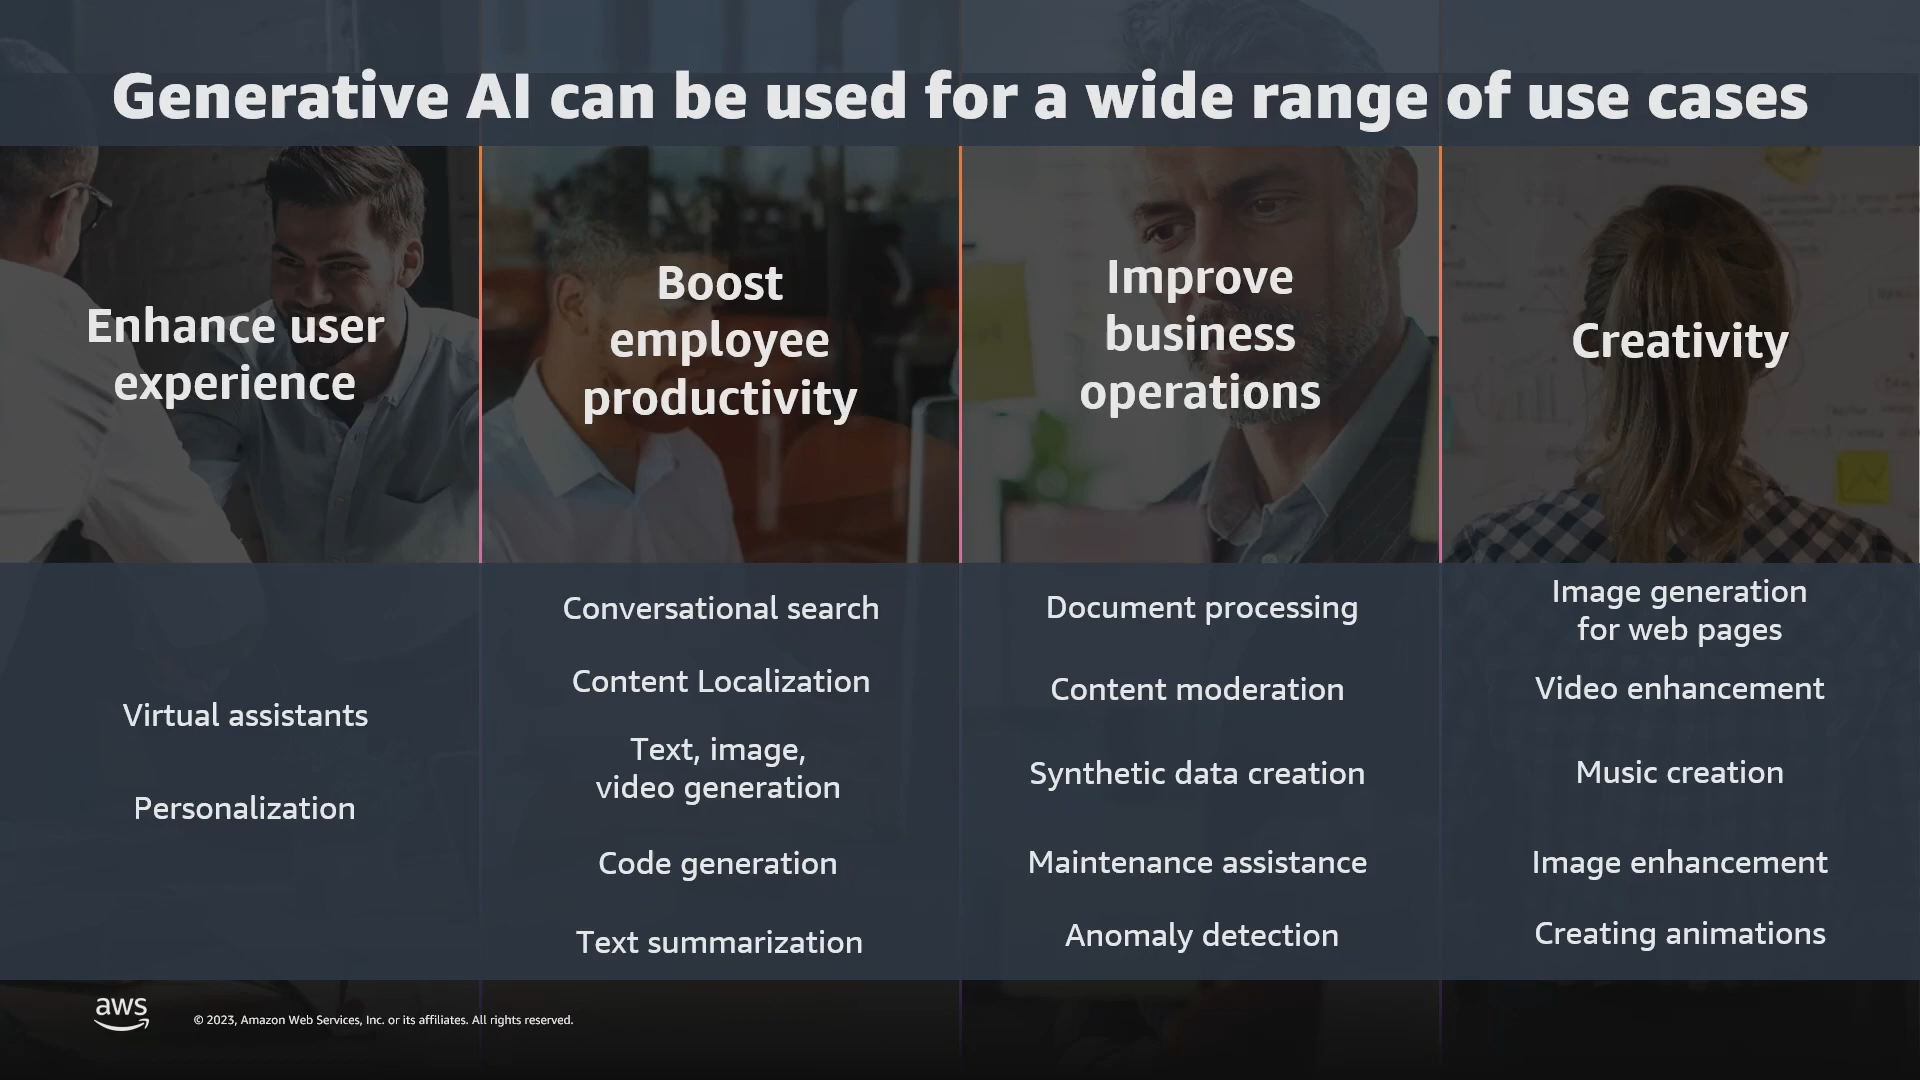 Generative AI can be used for a wide range of use cases
Enhance user
experience
Virtual assistants
Personalization
Boost
employee
productivity
Conversational search
Content Localization
Text, image,
video generation
Code generation
Text summarization
Improve
business
operations
Document processing
Content moderation
Synthetic data creation
Maintenance assistance
Anomaly detection
Creativity
Image generation
for web pages
Video enhancement
Music creation
Image enhancement
Creating animations
aws
© 2023, Amazon Web Services, Inc. or its affiliates. All rights reserved.